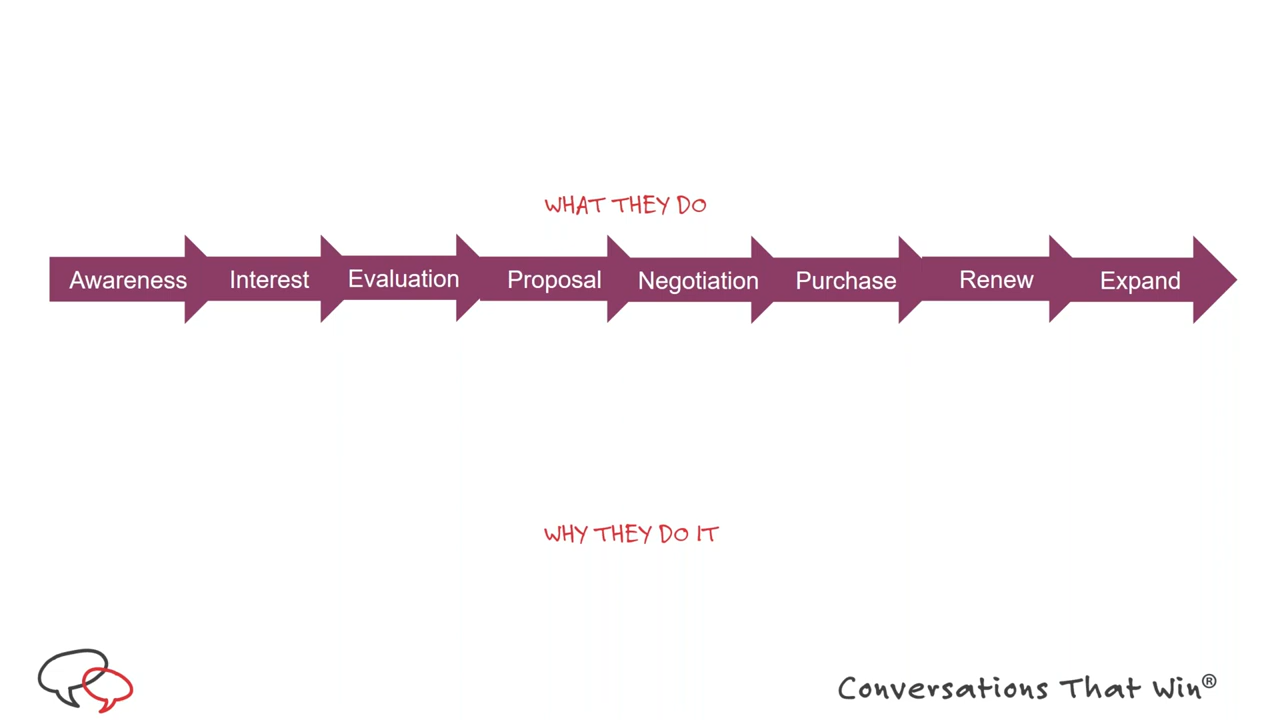 WHAT THEY DO
Awareness Interest Evaluation Proposal Negotiation Purchase Renew Expand
WHY THEY DO IT
Conversations That Win®